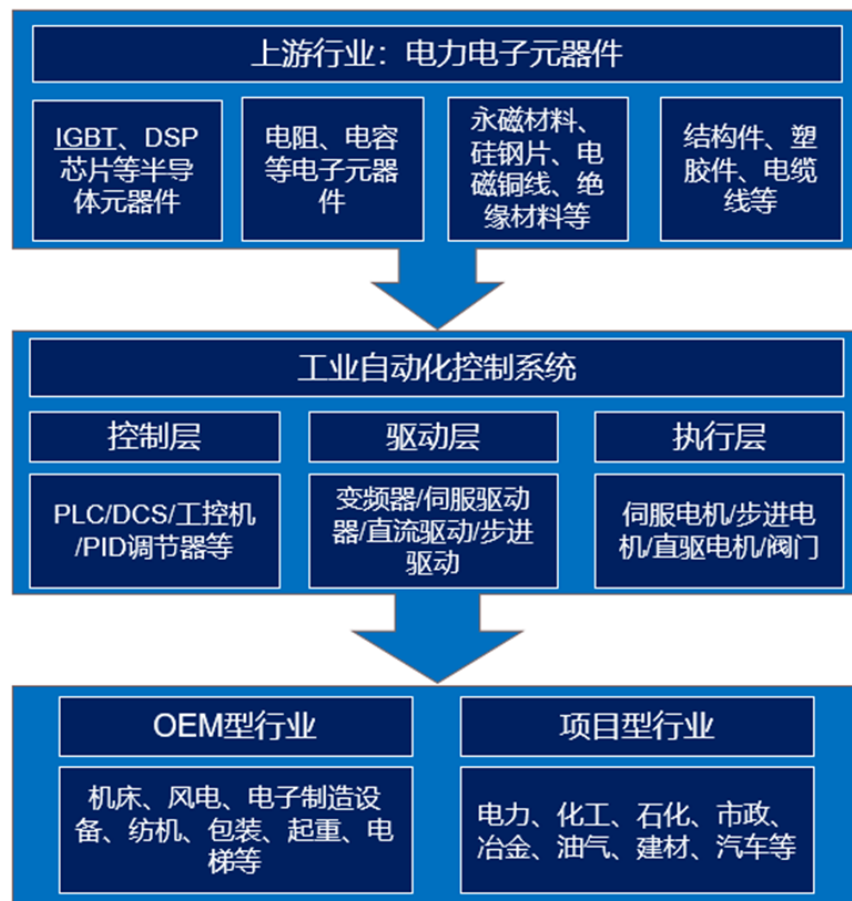 上游行业：电力电子元器件
IGBT、DSP
芯片等半导
体元器件
电阻、电容
等电子元器
件
永磁材料、
硅钢片、电
磁铜线、绝
缘材料等
结构件、塑
胶件、电缆
线等
工业自动化控制系统
控制层
驱动层
执行层
PLC/DCS/工控机
/PID调节器等
变频器/伺服驱动
器/直流驱动/步进
驱动
伺服电机/步进电
机/直驱电机/阀门
OEM型行业
项目型行业
机床、风电、电子制造设
备、纺机、包装、起重、电
梯等
电力、化工、石化、市政、
冶金、油气、建材、汽车等